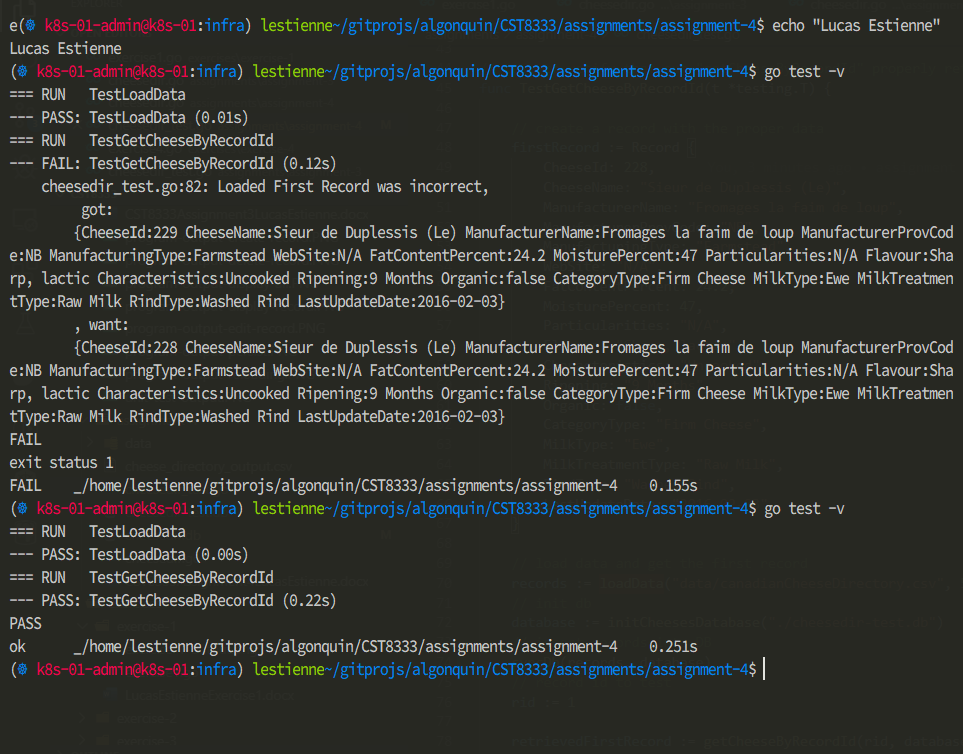 e(☸ k8s-01-admin@k8s-01:infra) lestienne~/gitprojs/algonquin/CST8333/assignments/assignment-4$ echo "Lucas Estienne"
Lucas Estienne
(☸ k8s-01-admin@k8s-01:infra) lestienne~/gitprojs/algonquin/CST8333/assignments/assignment-4$ go test -v
=== RUN   TestLoadData
--- PASS: TestLoadData (0.01s)
=== RUN   TestGetCheeseByRecordId
--- FAIL: TestGetCheeseByRecordId (0.12s)
    cheesedir_test.go:82: Loaded First Record was incorrect,
         got:
        {CheeseId:229 CheeseName:Sieur de Duplessis (Le) ManufacturerName:Fromages la faim de loup ManufacturerProvCod
e:NB ManufacturingType:Farmstead WebSite:N/A FatContentPercent:24.2 MoisturePercent:47 Particularities:N/A Flavour:Sha
rp, lactic Characteristics:Uncooked Ripening:9 Months Organic:false CategoryType:Firm Cheese MilkType:Ewe MilkTreatmen
tType:Raw Milk RindType:Washed Rind LastUpdateDate:2016-02-03}
        , want:
        {CheeseId:228 CheeseName:Sieur de Duplessis (Le) ManufacturerName:Fromages la faim de loup ManufacturerProvCod
e:NB ManufacturingType:Farmstead WebSite:N/A FatContentPercent:24.2 MoisturePercent:47 Particularities:N/A Flavour:Sha
rp, lactic Characteristics:Uncooked Ripening:9 Months Organic:false CategoryType:Firm Cheese MilkType:Ewe MilkTreatmen
tType:Raw Milk RindType:Washed Rind LastUpdateDate:2016-02-03}
FAIL
exit status 1
FAIL    _/home/lestienne/gitprojs/algonquin/CST8333/assignments/assignment-4    0.155s
(☸ k8s-01-admin@k8s-01:infra) lestienne~/gitprojs/algonquin/CST8333/assignments/assignment-4$ go test -v
=== RUN   TestLoadData
--- PASS: TestLoadData (0.00s)
=== RUN   TestGetCheeseByRecordId
--- PASS: TestGetCheeseByRecordId (0.22s)
PASS
ok      _/home/lestienne/gitprojs/algonquin/CST8333/assignments/assignment-4    0.251s
(☸ k8s-01-admin@k8s-01:infra) lestienne~/gitprojs/algonquin/CST8333/assignments/assignment-4$